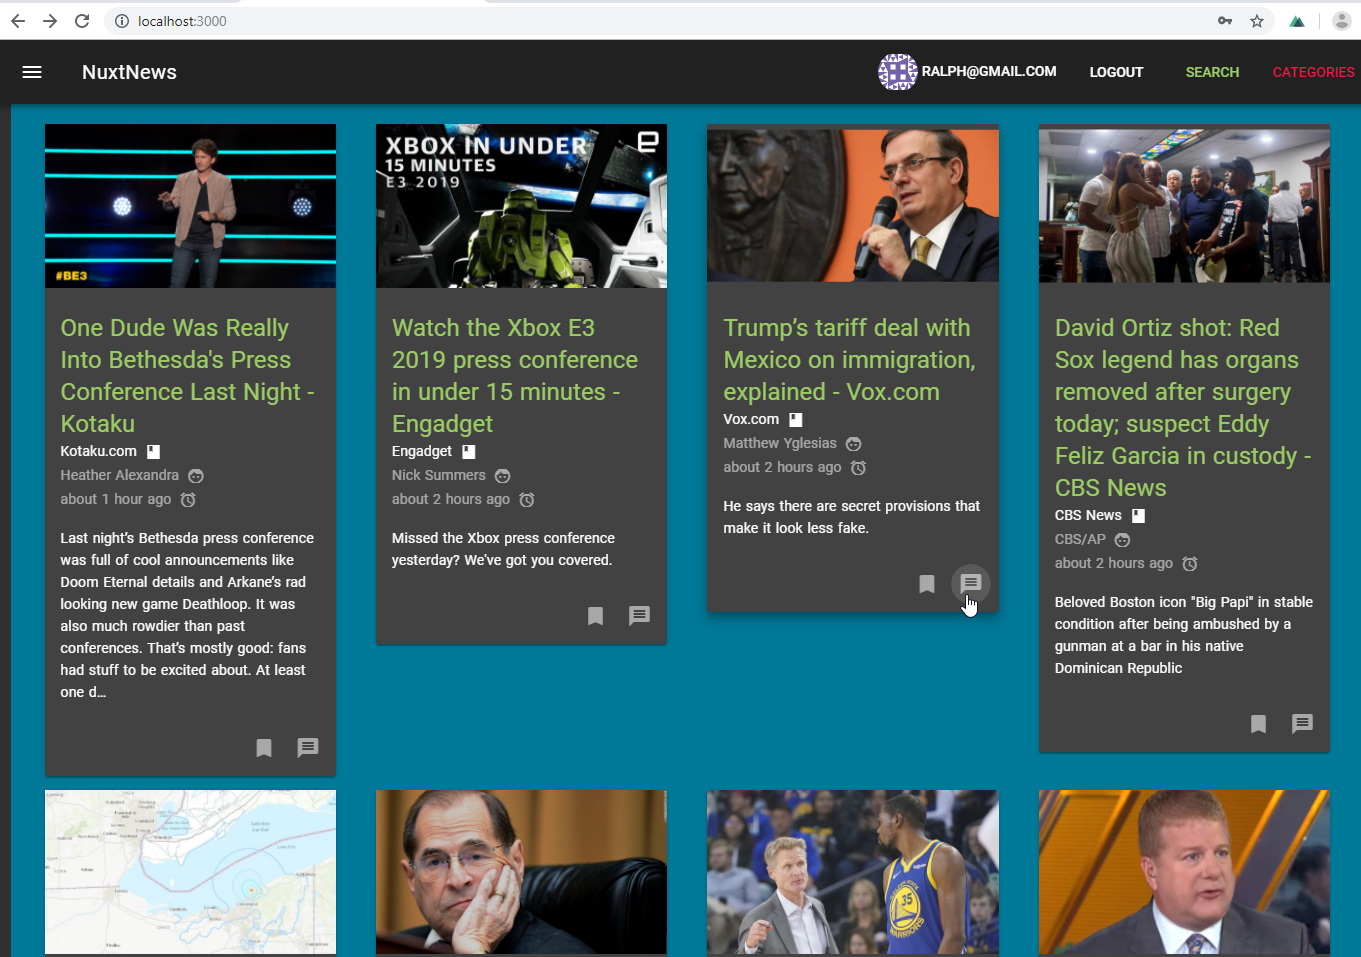 localhost:3000
NuxtNews
RALPH@GMAIL.COM
LOGOUT
SEARCH
CATEGORIES
#BE3
One Dude Was Really
Into Bethesda's Press
Conference Last Night -
Kotaku
Kotaku.com
Heather Alexandra
about 1 hour ago
Last night’s Bethesda press conference
was full of cool announcements like
Doom Eternal details and Arkane’s rad
looking new game Deathloop. It was
also much rowdier than past
conferences. That’s mostly good: fans
had stuff to be excited about. At least
one d…
XBOX IN UNDER
15 MINUTES
E3 2019
e
Watch the Xbox E3
2019 press conference
in under 15 minutes -
Engadget
Engadget
Nick Summers
about 2 hours ago
Missed the Xbox press conference
yesterday? We've got you covered.
Trump’s tariff deal with
Mexico on immigration,
explained - Vox.com
Vox.com
Matthew Yglesias
about 2 hours ago
He says there are secret provisions that
make it look less fake.
David Ortiz shot: Red
Sox legend has organs
removed after surgery
today; suspect Eddy
Feliz Garcia in custody -
CBS News
CBS News
CBS/AP
about 2 hours ago
Beloved Boston icon "Big Papi" in stable
condition after being ambushed by a
gunman at a bar in his native
Dominican Republic
35
WARRIORS